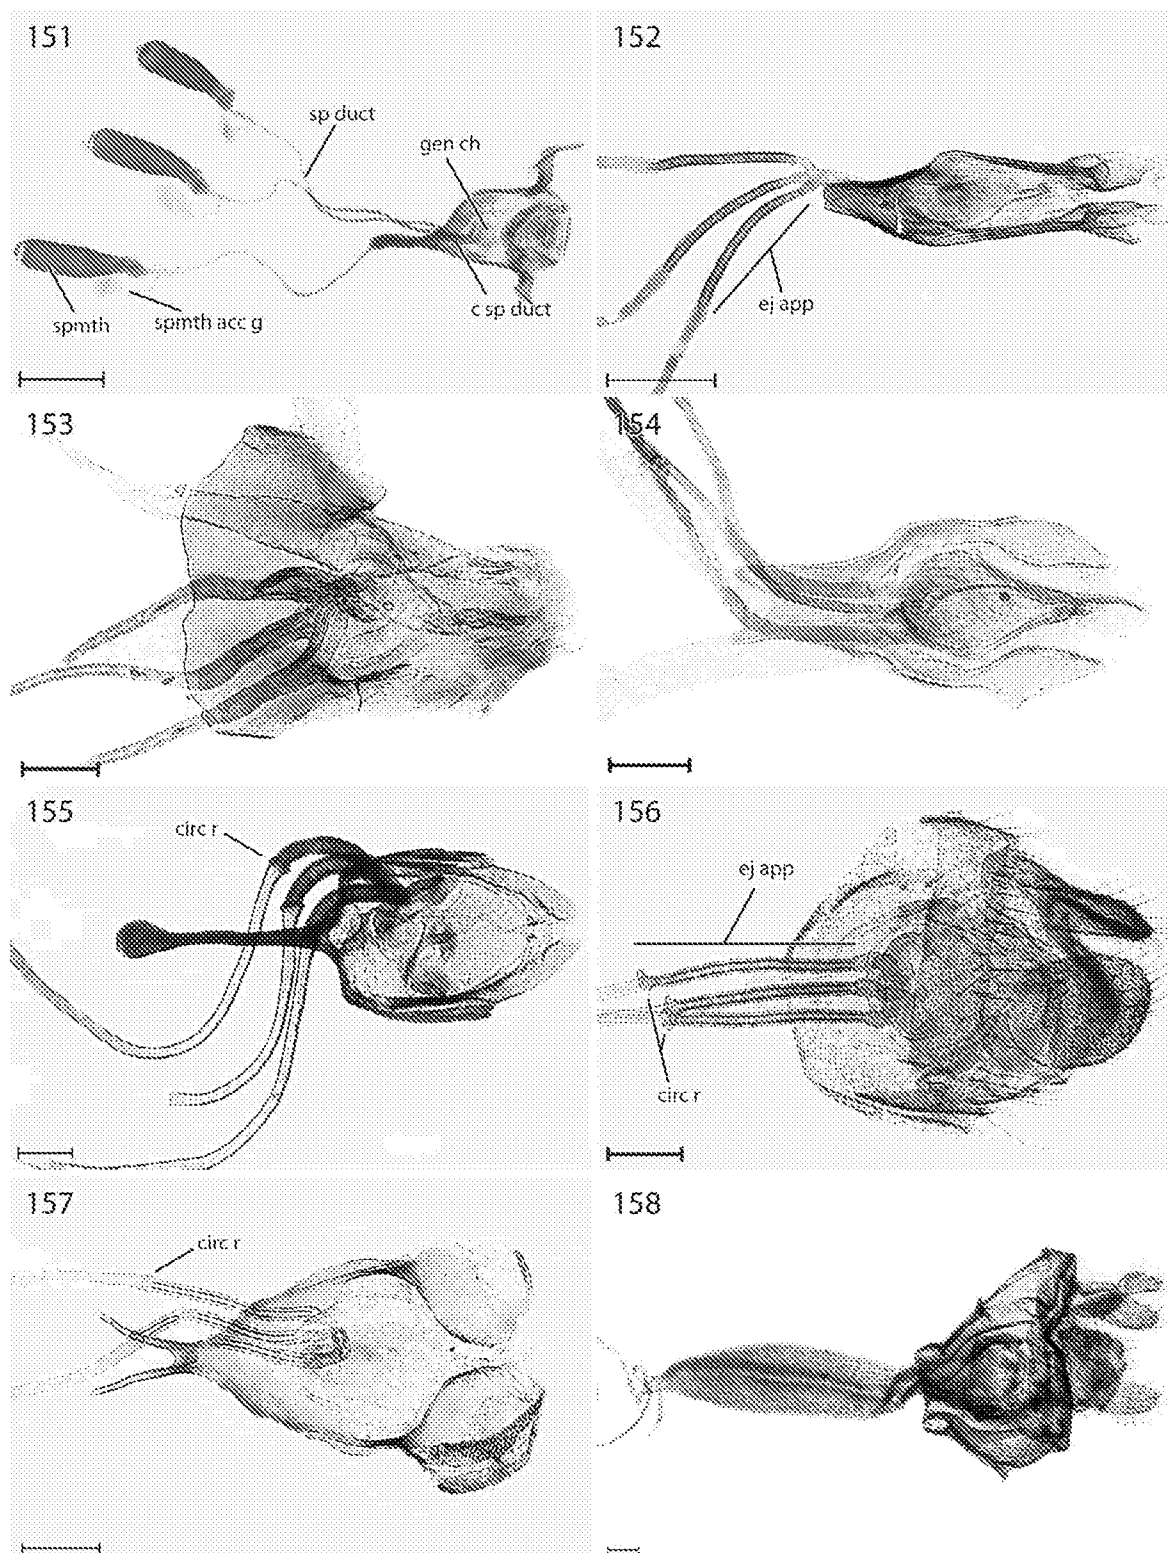 151
sp duct
gen ch
c sp duct
spmth
spmth acc g
152
ej app
153
154
155
circ r
156
ej app
circ r
157
circ r
158